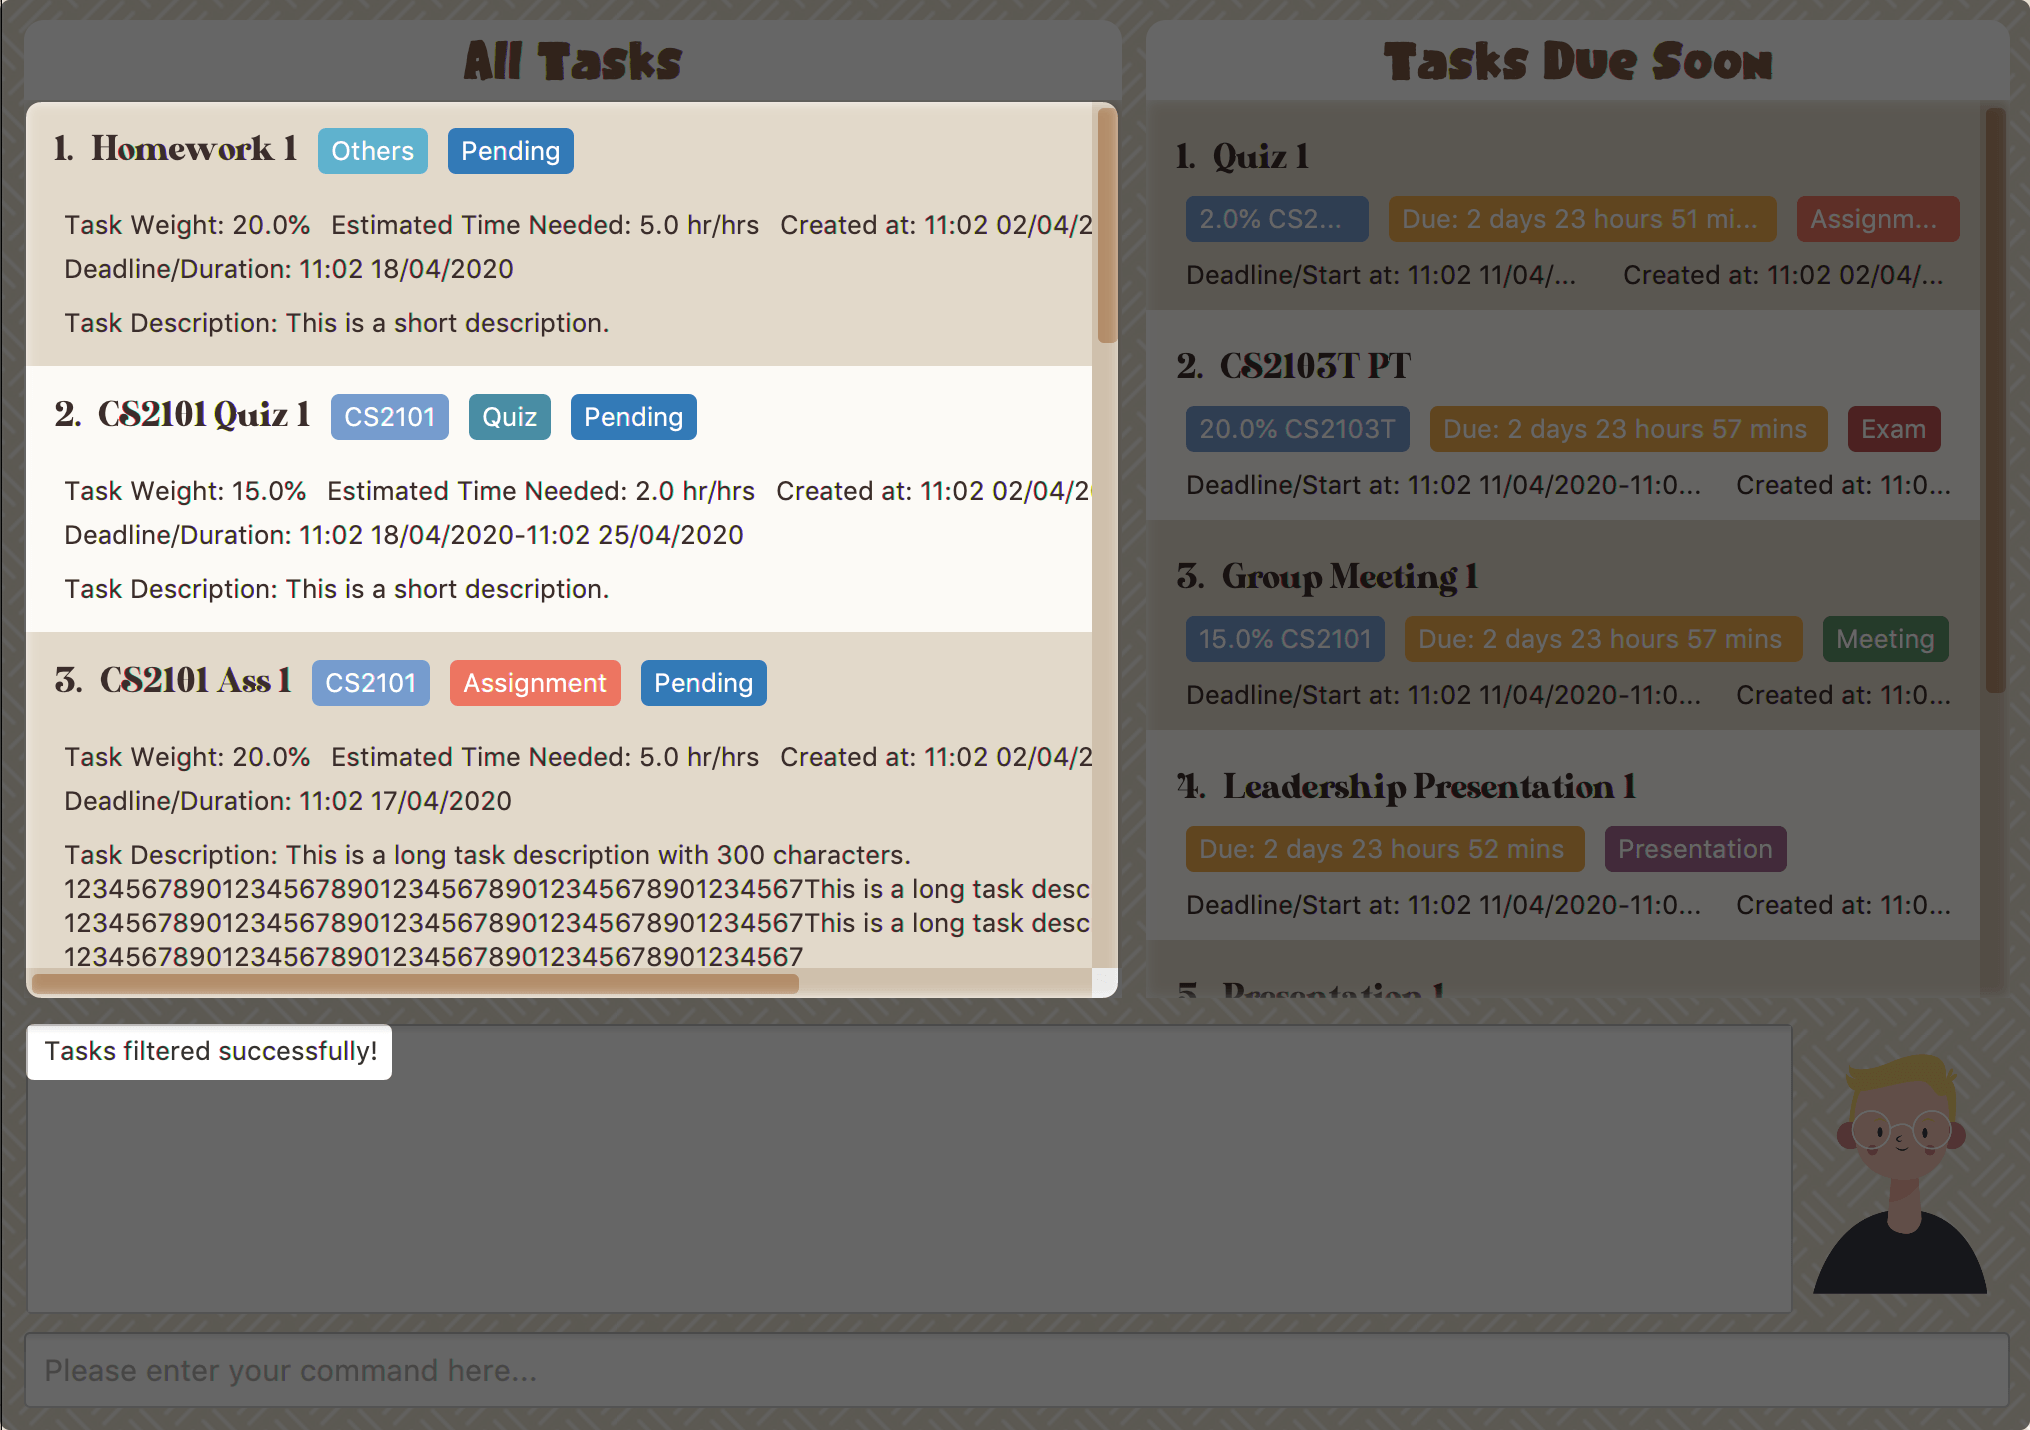 All Tasks
1. Homework 1 Others Pending
Task Weight: 20.0% Estimated Time Needed: 5.0 hr/hrs Created at: 11:02 02/04/2
Deadline/Duration: 11:02 18/04/2020
Task Description: This is a short description.
2. CS2101 Quiz 1 CS2101 Quiz Pending
Task Weight: 15.0% Estimated Time Needed: 2.0 hr/hrs Created at: 11:02 02/04/2
Deadline/Duration: 11:02 18/04/2020-11:02 25/04/2020
Task Description: This is a short description.
3. CS2101 Ass 1 CS2101 Assignment Pending
Task Weight: 20.0% Estimated Time Needed: 5.0 hr/hrs Created at: 11:02 02/04/2
Deadline/Duration: 11:02 17/04/2020
Task Description: This is a long task description with 300 characters.
12345678901234567890123456789012345678901234567This is a long task desc
12345678901234567890123456789012345678901234567This is a long task desc
12345678901234567890123456789012345678901234567
Tasks Due Soon
1. Quiz 1
2.0% CS2... Due: 2 days 23 hours 51 mi... Assignm...
Deadline/Start at: 11:02 11/04/... Created at: 11:02 02/04/...
2. CS2103T PT
20.0% CS2103T Due: 2 days 23 hours 57 mins Exam
Deadline/Start at: 11:02 11/04/2020-11:0... Created at: 11:0...
3. Group Meeting 1
15.0% CS2101 Due: 2 days 23 hours 57 mins Meeting
Deadline/Start at: 11:02 11/04/2020-11:0... Created at: 11:0...
4. Leadership Presentation 1
Due: 2 days 23 hours 52 mins Presentation
Deadline/Start at: 11:02 11/04/2020-11:0... Created at: 11:0...
5. Presentation 1
Tasks filtered successfully!
Please enter your command here...